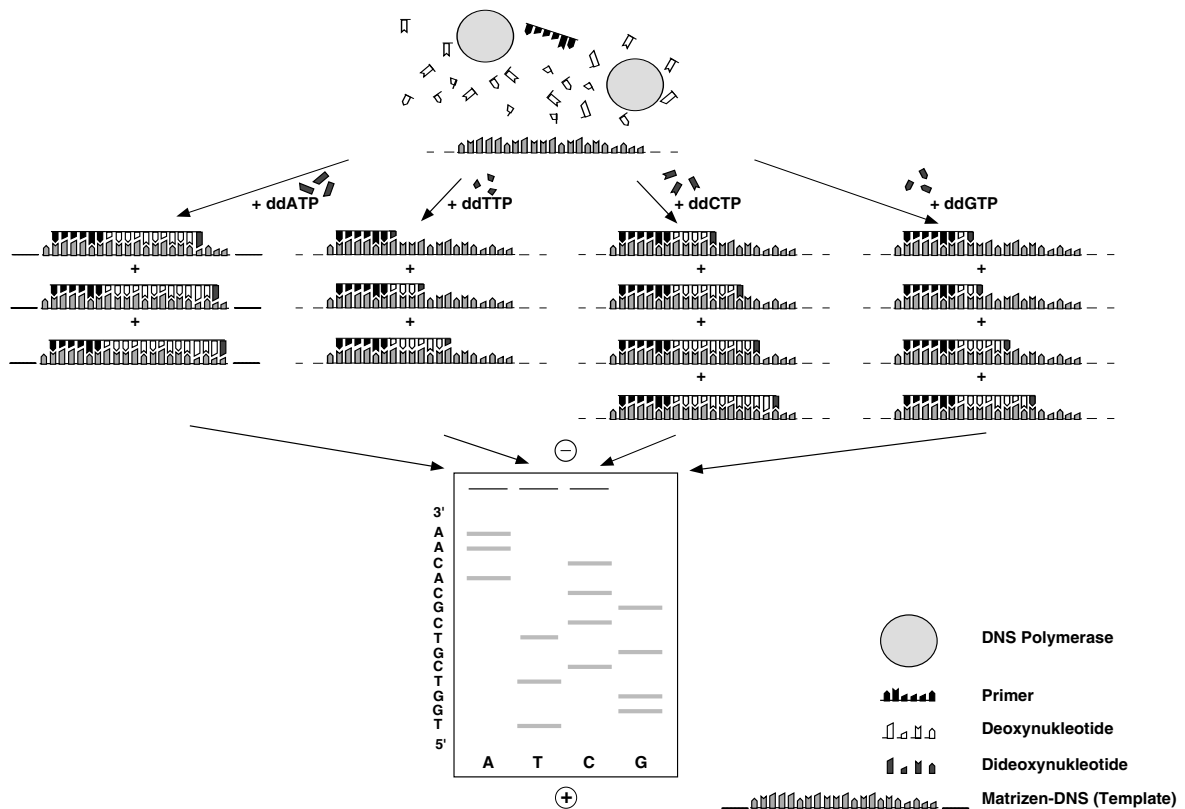 + ddATP + ddTTP + ddCTP + ddGTP
+ + + +
+ + + +
+ +
−
3'
A
A
C
A
C
G
C
T
G
C
T
G
G
T
5'
A T C G
+
DNS Polymerase
Primer
Deoxynukleotide
Dideoxynukleotide
Matrizen-DNS (Template)